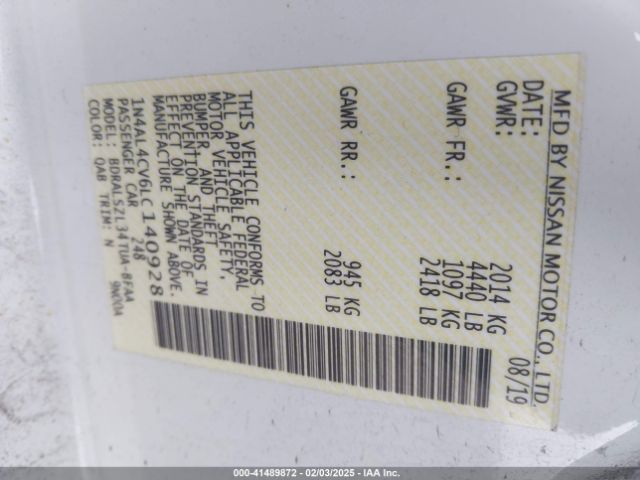 MFD BY NISSAN MOTOR CO., LTD.
DATE: 08/19
GVWR: 2014 KG
4440 LB
GAWR FR.: 1097 KG
2418 LB
GAWR RR.: 945 KG
2083 LB
THIS VEHICLE CONFORMS TO
ALL APPLICABLE FEDERAL
MOTOR VEHICLE SAFETY,
BUMPER, AND THEFT
PREVENTION STANDARDS IN
EFFECT ON THE DATE OF
MANUFACTURE SHOWN ABOVE.
1N4AL4CV6LC140928
PASSENGER CAR 248
MODEL: BDRALSZL34TUA-BFAA
COLOR: QAB TRIM: N 9N00A
000-41489872 / 02/03/2025 - IAA Inc.